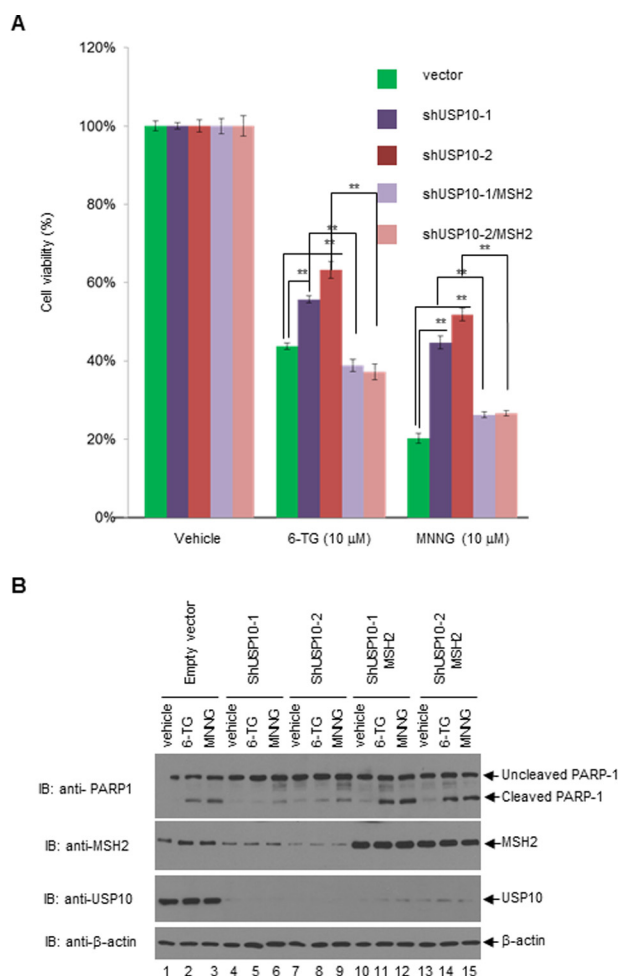 A
120%
100%
80%
60%
40%
20%
0%
Cell viability (%)
vector
shUSP10-1
shUSP10-2
shUSP10-1/MSH2
shUSP10-2/MSH2
**
**
**
**
**
**
**
**
Vehicle
6-TG (10 μM)
MNNG (10 μM)
B
Empty vector
ShUSP10-1
ShUSP10-2
ShUSP10-1
MSH2
ShUSP10-2
MSH2
vehicle
6-TG
MNNG
vehicle
6-TG
MNNG
vehicle
6-TG
MNNG
vehicle
6-TG
MNNG
vehicle
6-TG
MNNG
IB: anti- PARP1
Uncleaved PARP-1
Cleaved PARP-1
IB: anti-MSH2
MSH2
IB: anti-USP10
USP10
IB: anti-β-actin
β-actin
1 2 3 4 5 6 7 8 9 10 11 12 13 14 15